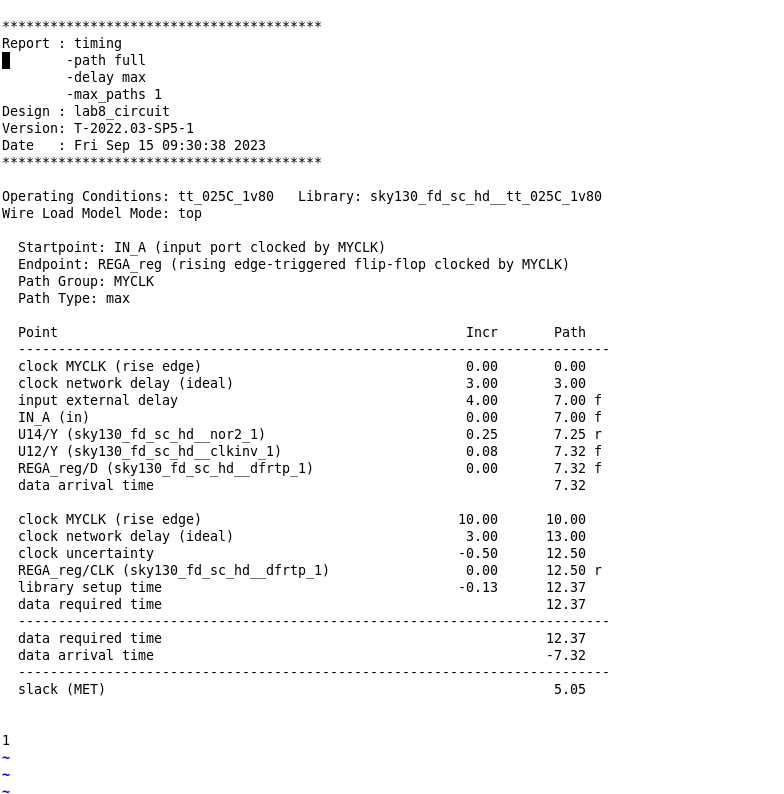 ****************************************
Report : timing
        -path full
        -delay max
        -max_paths 1
Design : lab8_circuit
Version: T-2022.03-SP5-1
Date   : Fri Sep 15 09:30:38 2023
****************************************
Operating Conditions: tt_025C_1v80   Library: sky130_fd_sc_hd__tt_025C_1v80
Wire Load Model Mode: top
  Startpoint: IN_A (input port clocked by MYCLK)
  Endpoint: REGA_reg (rising edge-triggered flip-flop clocked by MYCLK)
  Path Group: MYCLK
  Path Type: max
  Point                                                   Incr       Path
  --------------------------------------------------------------------------
  clock MYCLK (rise edge)                                 0.00       0.00
  clock network delay (ideal)                             3.00       3.00
  input external delay                                    4.00       7.00 f
  IN_A (in)                                               0.00       7.00 f
  U14/Y (sky130_fd_sc_hd__nor2_1)                         0.25       7.25 r
  U12/Y (sky130_fd_sc_hd__clkinv_1)                       0.08       7.32 f
  REGA_reg/D (sky130_fd_sc_hd__dfrtp_1)                   0.00       7.32 f
  data arrival time                                                  7.32
  clock MYCLK (rise edge)                                10.00      10.00
  clock network delay (ideal)                             3.00      13.00
  clock uncertainty                                      -0.50      12.50
  REGA_reg/CLK (sky130_fd_sc_hd__dfrtp_1)                 0.00      12.50 r
  library setup time                                     -0.13      12.37
  data required time                                                12.37
  --------------------------------------------------------------------------
  data required time                                                12.37
  data arrival time                                                 -7.32
  --------------------------------------------------------------------------
  slack (MET)                                                        5.05
1
~
~
~